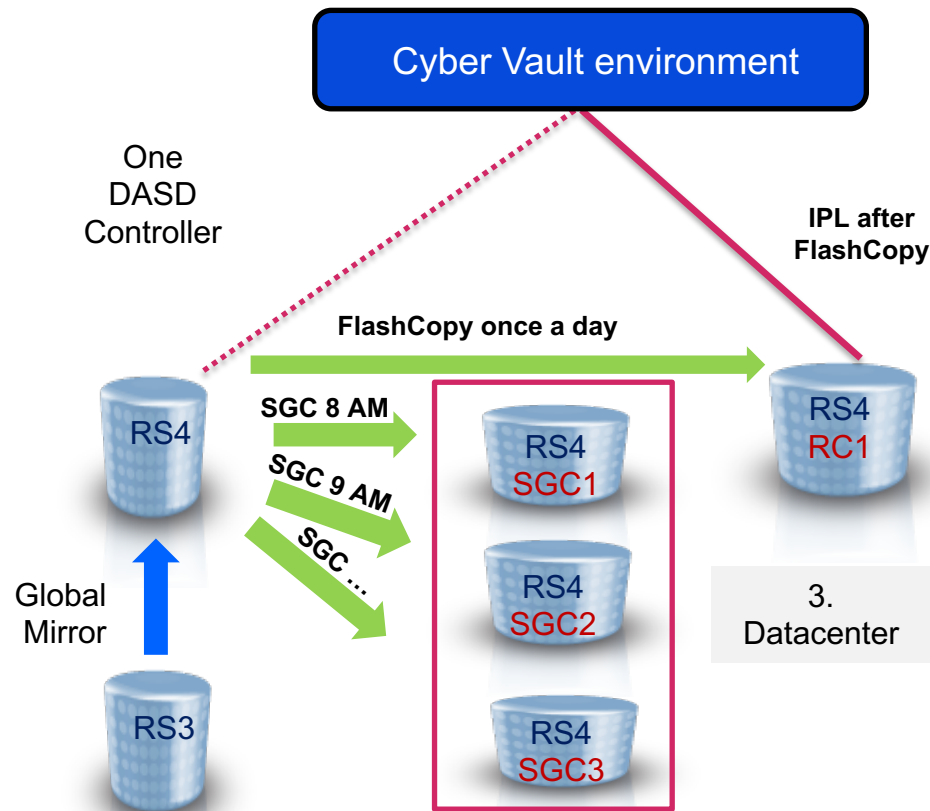 Cyber Vault environment
One
DASD
Controller
IPL after
FlashCopy
FlashCopy once a day
RS4
SGC 8 AM
SGC 9 AM
SGC ...
RS4
SGC1
RS4
RC1
RS4
SGC2
3.
Datacenter
Global
Mirror
RS3
RS4
SGC3